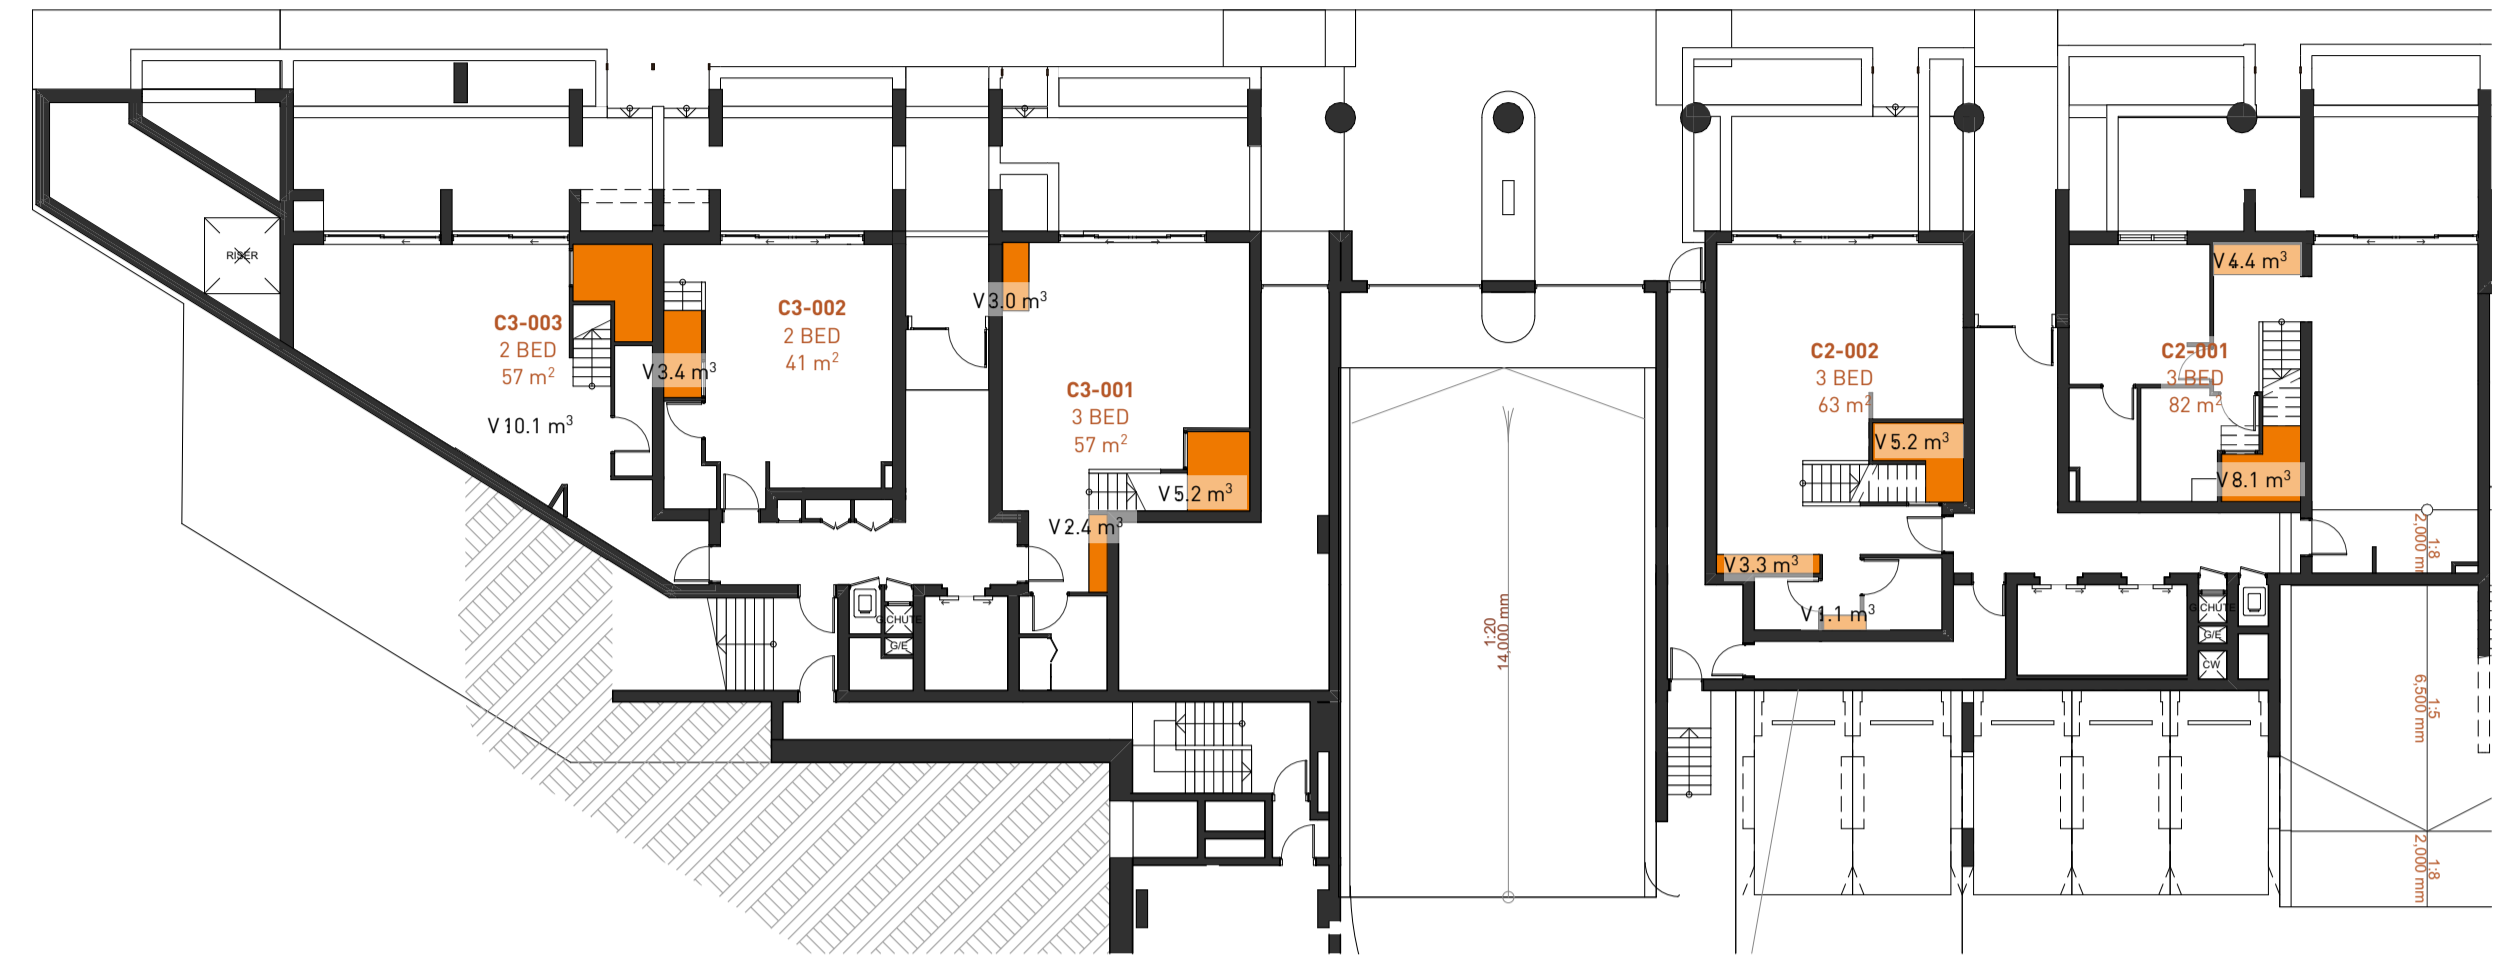 RISER
C3-003
2 BED
57 m²
V 10.1 m³
V 3.4 m³
C3-002
2 BED
41 m²
V 3.0 m³
C3-001
3 BED
57 m²
V 5.2 m³
V 2.4 m³
G.CHUTE
G/E
1:20
14,000 mm
C2-002
3 BED
63 m²
V 5.2 m³
V 3.3 m³
V 1.1 m³
V 4.4 m³
C2-001
3 BED
82 m²
V 8.1 m³
G.CHUTE
G/E
CW
1:8
2,000 mm
1:5
6,500 mm
1:8
2,000 mm